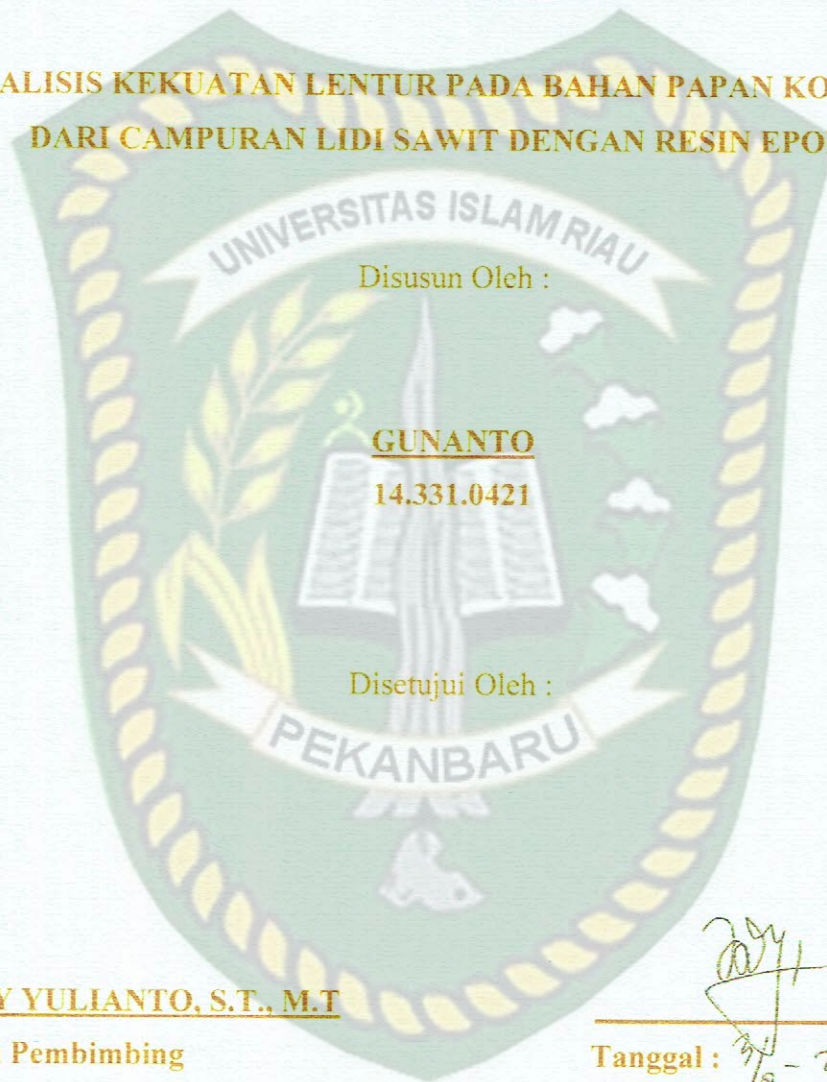 ALISIS KEKUATAN LENTUR PADA BAHAN PAPAN KO
DARI CAMPURAN LIDI SAWIT DENGAN RESIN EPO
UNIVERSITAS ISLAM RIAU
Disusun Oleh :
GUNANTO
14.331.0421
Disetujui Oleh :
PEKANBARU
Y YULIANTO, S.T., M.T
Pembimbing
Tanggal :